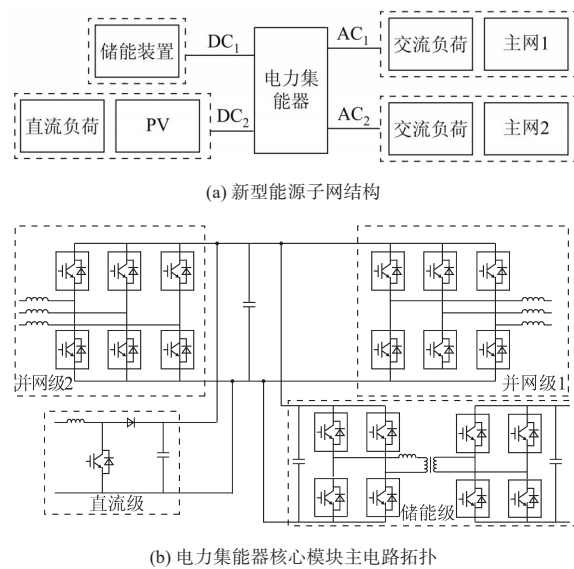 储能装置
DC₁
AC₁
交流负荷
主网1
电力集能器
直流负荷
PV
DC₂
AC₂
交流负荷
主网2
(a) 新型能源子网结构
并网级2
并网级1
直流级
储能级
(b) 电力集能器核心模块主电路拓扑